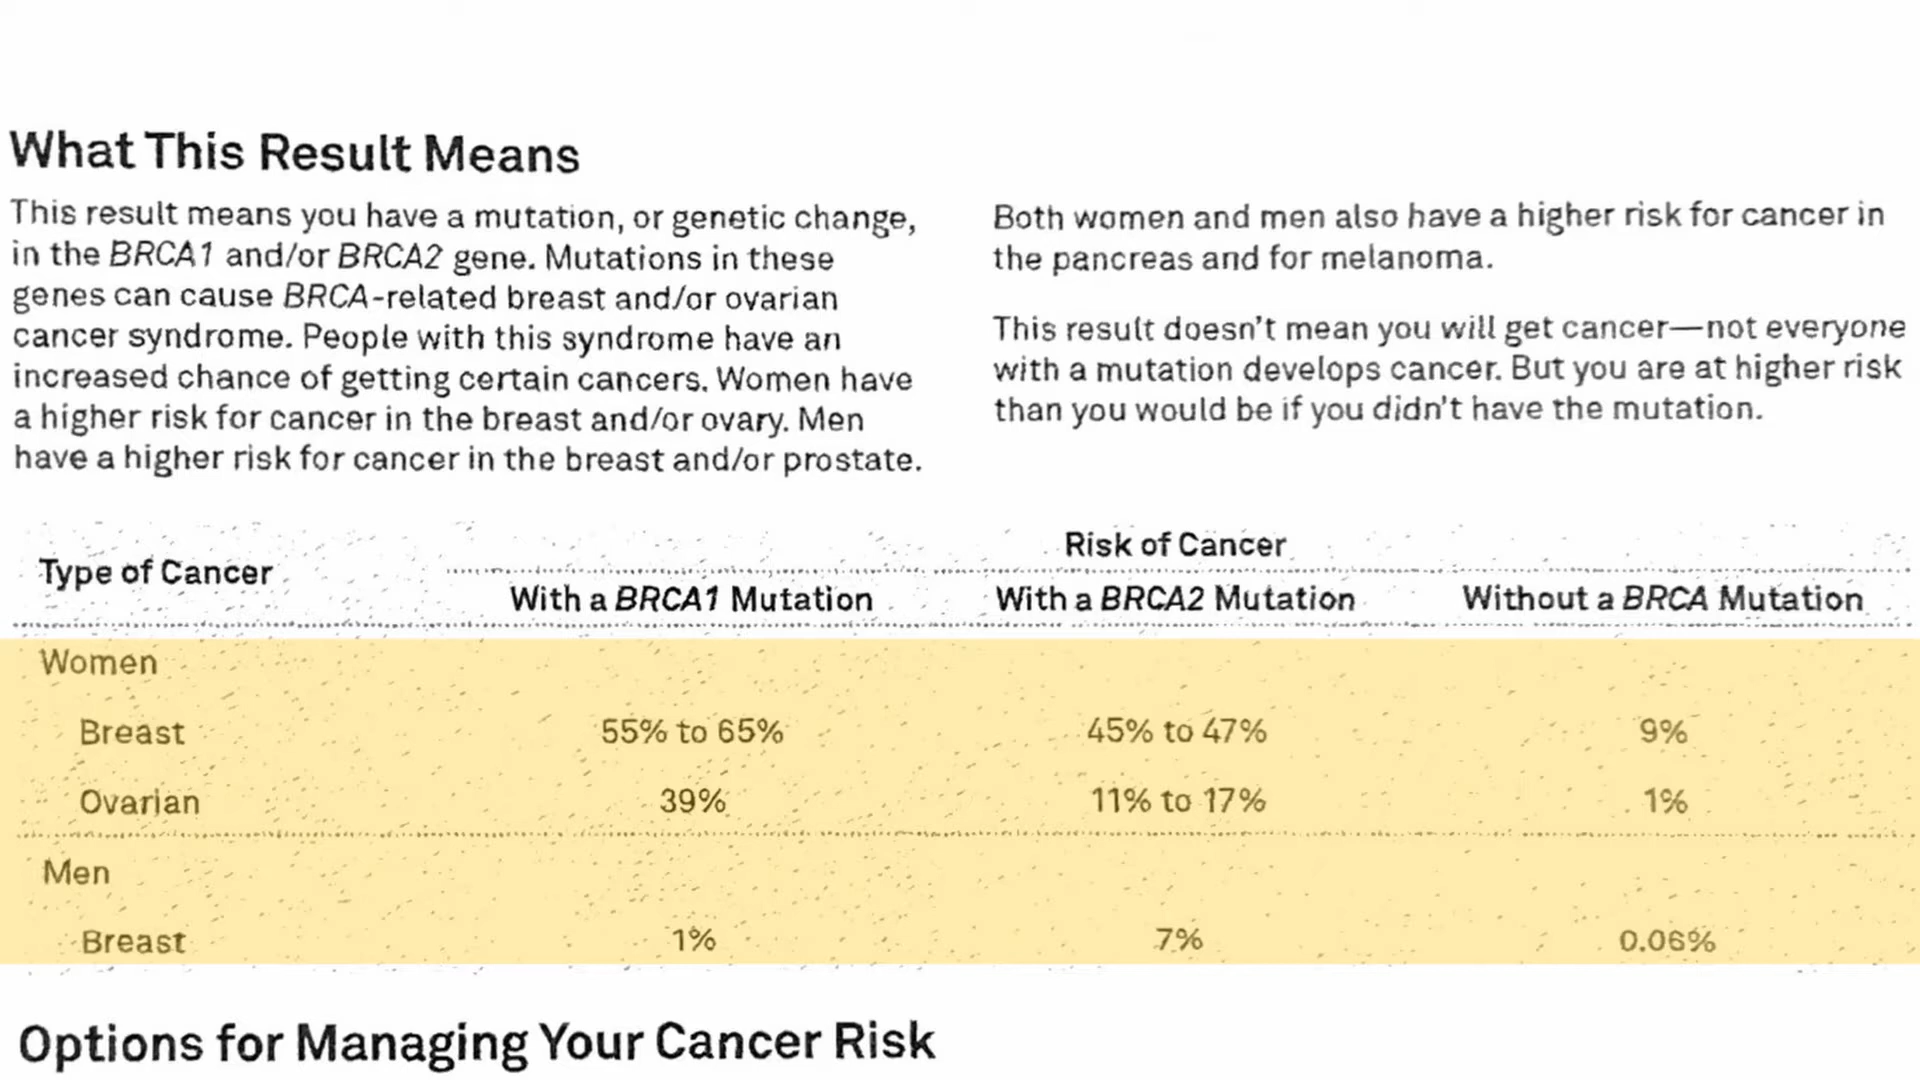 What This Result Means
This result means you have a mutation, or genetic change,
in the BRCA1 and/or BRCA2 gene. Mutations in these
genes can cause BRCA-related breast and/or ovarian
cancer syndrome. People with this syndrome have an
increased chance of getting certain cancers. Women have
a higher risk for cancer in the breast and/or ovary. Men
have a higher risk for cancer in the breast and/or prostate.
Both women and men also have a higher risk for cancer in
the pancreas and for melanoma.
This result doesn't mean you will get cancer—not everyone
with a mutation develops cancer. But you are at higher risk
than you would be if you didn't have the mutation.
Type of Cancer
Risk of Cancer
With a BRCA1 Mutation
With a BRCA2 Mutation
Without a BRCA Mutation
Women
Breast 55% to 65% 45% to 47% 9%
Ovarian 39% 11% to 17% 1%
Men
Breast 1% 7% 0.06%
Options for Managing Your Cancer Risk